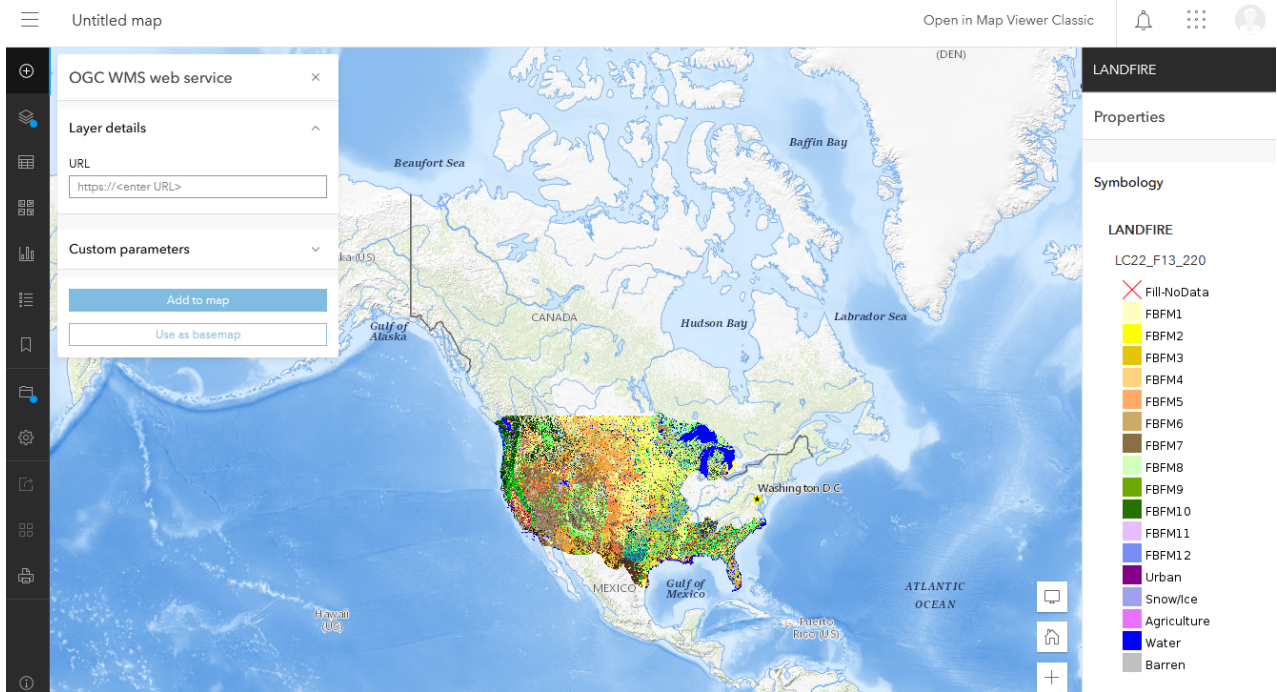 Untitled map
Open in Map Viewer Classic
OGC WMS web service
Layer details
URL
https://<enter URL>
Custom parameters
Add to map
Use as basemap
(DEN)
Baffin Bay
Beaufort Sea
ka (US)
Gulf of
Alaska
CANADA
Hudson Bay
Labrador Sea
Washington D.C.
MEXICO
Gulf of
Mexico
ATLANTIC
OCEAN
Hawaii
(US)
Puerto
Rico (US)
LANDFIRE
Properties
Symbology
LANDFIRE
LC22_F13_220
Fill-NoData
FBFM1
FBFM2
FBFM3
FBFM4
FBFM5
FBFM6
FBFM7
FBFM8
FBFM9
FBFM10
FBFM11
FBFM12
Urban
Snow/Ice
Agriculture
Water
Barren